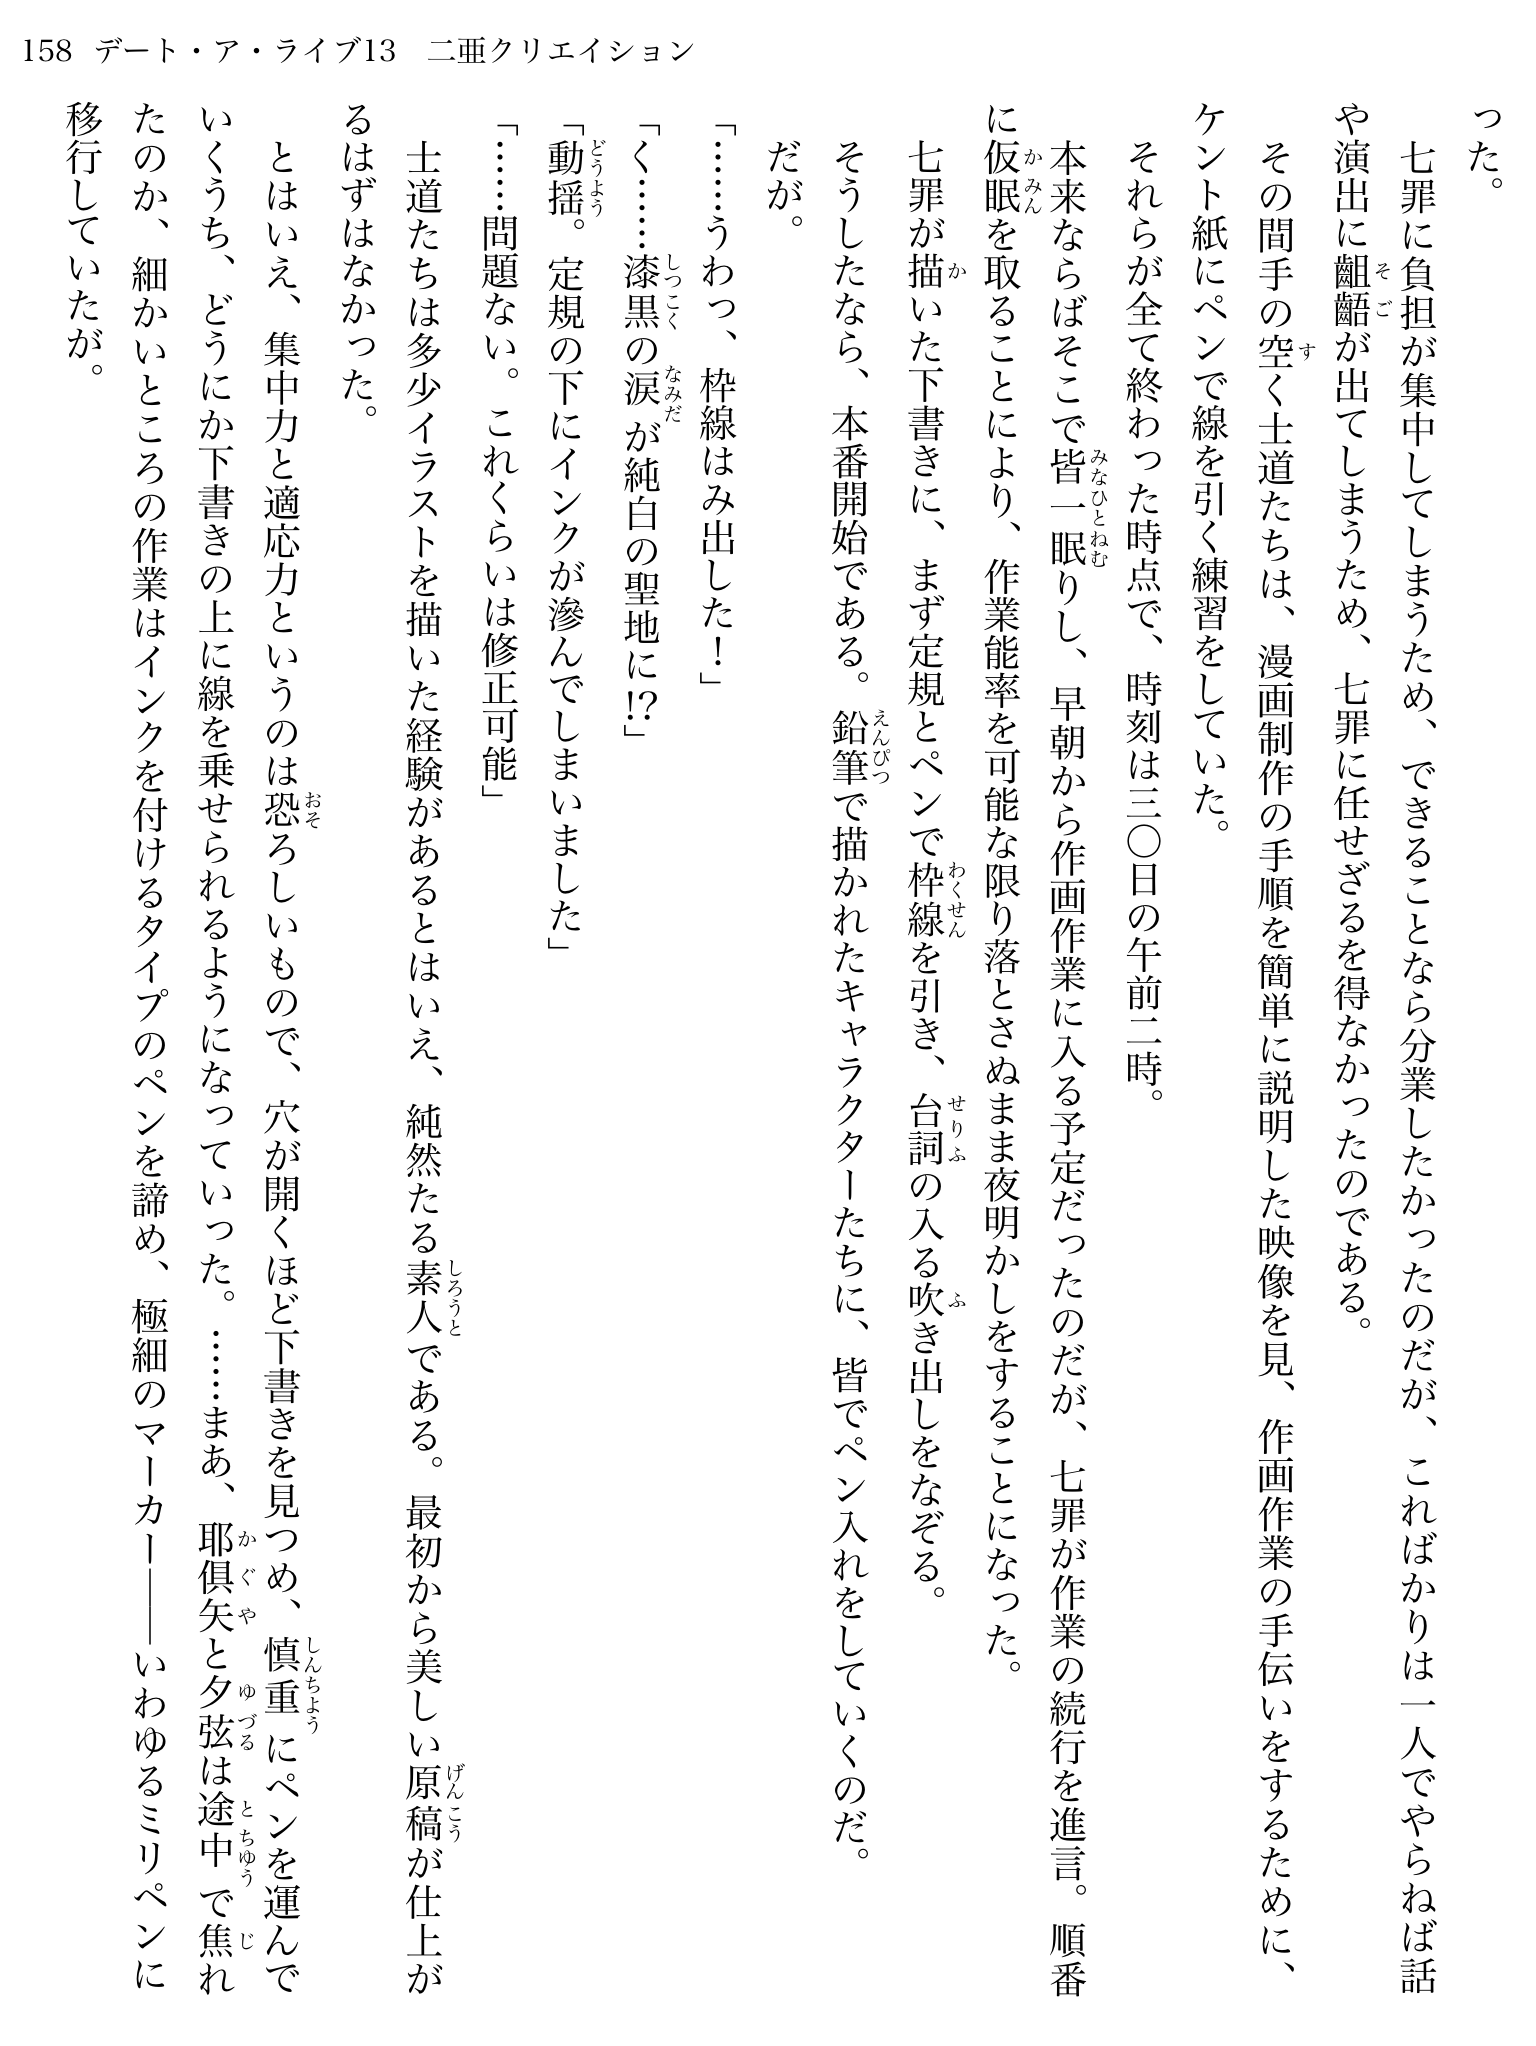 158 デート・ア・ライブ13　二亜クリエイション
った。
　七罪に負担が集中してしまうため、できることなら分業したかったのだが、こればかりは一人でやらねば話
や演出に齟齬が出てしまうため、七罪に任せざるを得なかったのである。
　その間手の空く士道たちは、漫画制作の手順を簡単に説明した映像を見、作画作業の手伝いをするために、
ケント紙にペンで線を引く練習をしていた。
　それらが全て終わった時点で、時刻は三〇日の午前二時。
　本来ならばそこで皆一眠りし、早朝から作画作業に入る予定だったのだが、七罪が作業の続行を進言。順番
に仮眠を取ることにより、作業能率を可能な限り落とさぬまま夜明かしをすることになった。
　七罪が描いた下書きに、まず定規とペンで枠線を引き、台詞の入る吹き出しをなぞる。
　そうしたなら、本番開始である。鉛筆で描かれたキャラクターたちに、皆でペン入れをしていくのだ。
　だが。
「……うわっ、枠線はみ出した！」
「く……漆黒の涙が純白の聖地に!?」
「動揺。定規の下にインクが滲んでしまいました」
「……問題ない。これくらいは修正可能」
　士道たちは多少イラストを描いた経験があるとはいえ、純然たる素人である。最初から美しい原稿が仕上が
るはずはなかった。
　とはいえ、集中力と適応力というのは恐ろしいもので、穴が開くほど下書きを見つめ、慎重にペンを運んで
いくうち、どうにか下書きの上に線を乗せられるようになっていった。……まあ、耶倶矢と夕弦は途中で焦れ
たのか、細かいところの作業はインクを付けるタイプのペンを諦め、極細のマーカー――いわゆるミリペンに
移行していたが。